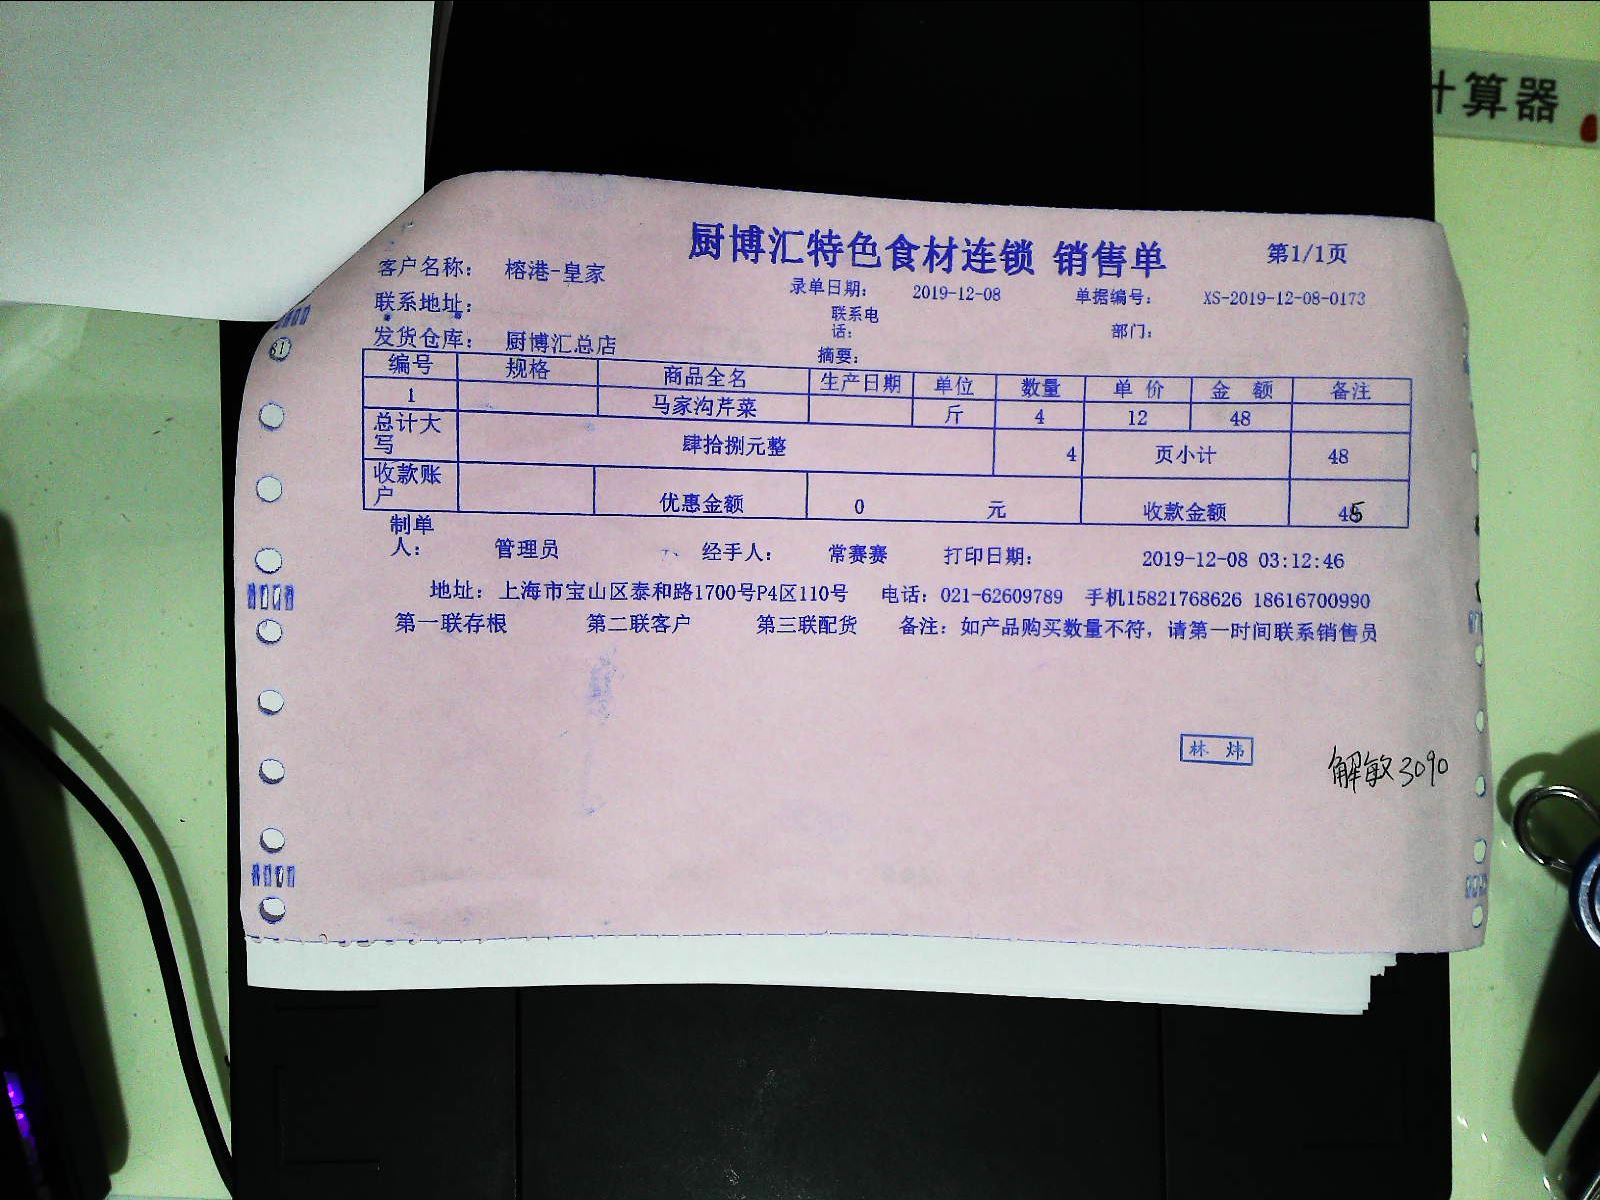 计算器
厨博汇特色食材连锁 销售单 第1/1页
客户名称： 榕港-皇家 录单日期： 2019-12-08 单据编号： XS-2019-12-08-0173
联系地址： 联系电话： 部门：
发货仓库： 厨博汇总店 摘要：
编号 规格 商品全名 生产日期 单位 数量 单价 金额 备注
1 马家沟芹菜 斤 4 12 48
总计大写 肆拾捌元整 4 页小计 48
收款账户 优惠金额 0 元 收款金额 45
制单人： 管理员 经手人： 常赛赛 打印日期： 2019-12-08 03:12:46
地址：上海市宝山区泰和路1700号P4区110号 电话：021-62609789 手机15821768626 18616700990
第一联存根 第二联客户 第三联配货 备注：如产品购买数量不符，请第一时间联系销售员
林 炜
解敏3090